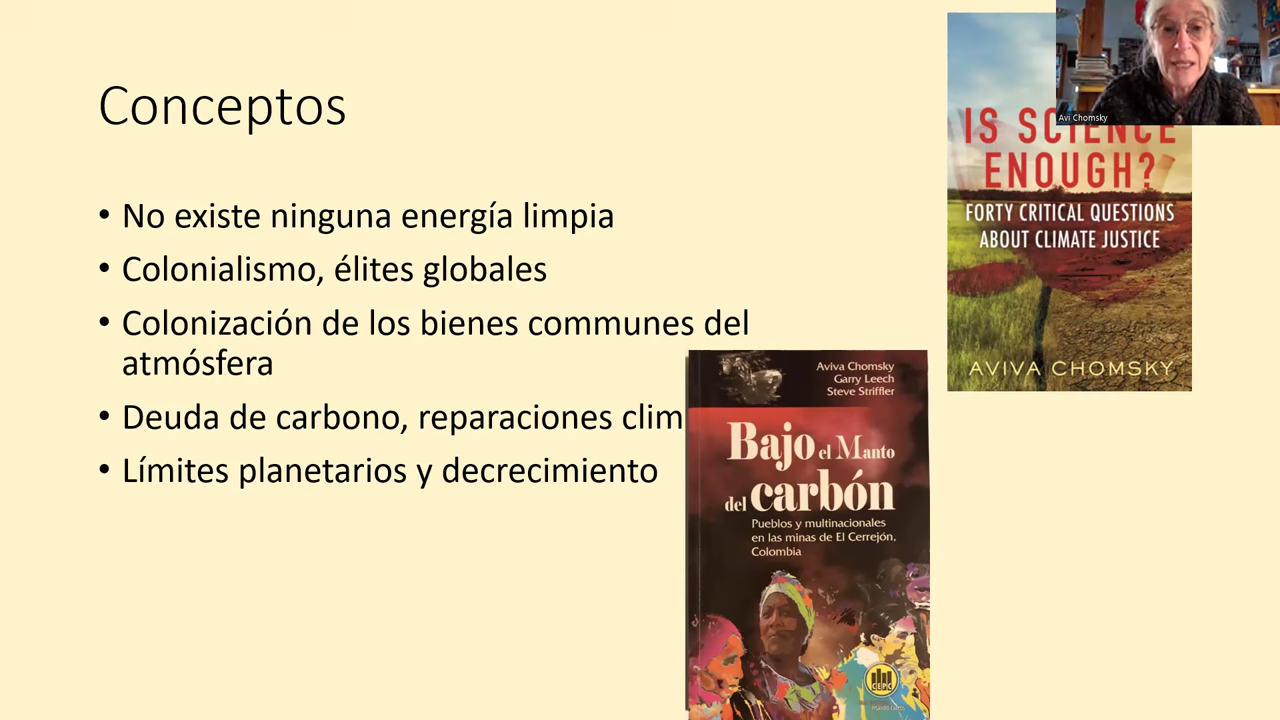 Conceptos
• No existe ninguna energía limpia
• Colonialismo, élites globales
• Colonización de los bienes communes del
atmósfera
• Deuda de carbono, reparaciones clim
• Límites planetarios y decrecimiento
Avi Chomsky
IS SCIENCE
ENOUGH?
FORTY CRITICAL QUESTIONS
ABOUT CLIMATE JUSTICE
AVIVA CHOMSKY
Aviva Chomsky
Garry Leech
Steve Striffler
Bajo el Manto
del carbón
Pueblos y multinacionales
en las minas de El Cerrejón,
Colombia